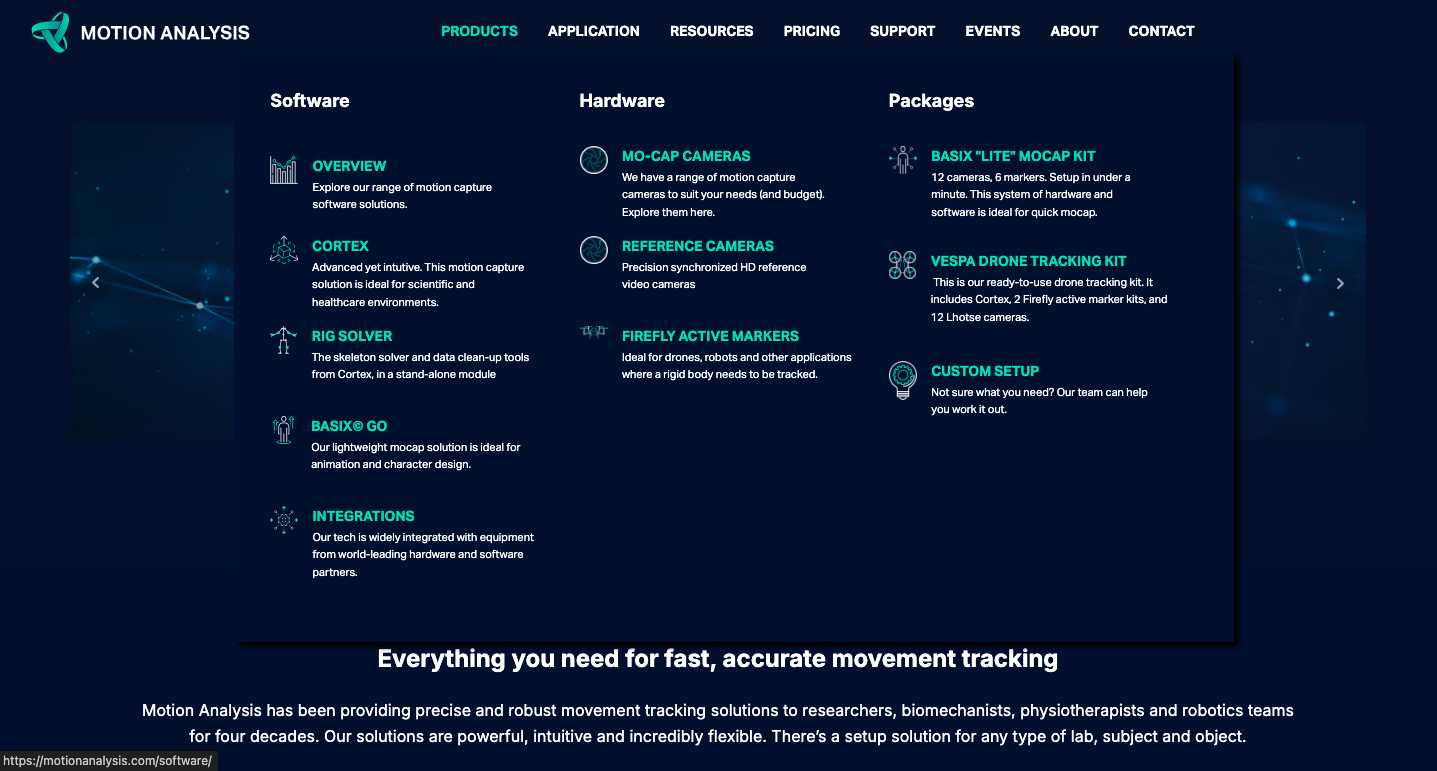 MOTION ANALYSIS
PRODUCTS
APPLICATION
RESOURCES
PRICING
SUPPORT
EVENTS
ABOUT
CONTACT
Software
OVERVIEW
Explore our range of motion capture
software solutions.
CORTEX
Advanced yet intutive. This motion capture
solution is ideal for scientific and
healthcare environments.
RIG SOLVER
The skeleton solver and data clean-up tools
from Cortex, in a stand-alone module
BASIX© GO
Our lightweight mocap solution is ideal for
animation and character design.
INTEGRATIONS
Our tech is widely integrated with equipment
from world-leading hardware and software
partners.
Hardware
MO-CAP CAMERAS
We have a range of motion capture
cameras to suit your needs (and budget).
Explore them here.
REFERENCE CAMERAS
Precision synchronized HD reference
video cameras
FIREFLY ACTIVE MARKERS
Ideal for drones, robots and other applications
where a rigid body needs to be tracked.
Packages
BASIX "LITE" MOCAP KIT
12 cameras, 6 markers. Setup in under a
minute. This system of hardware and
software is ideal for quick mocap.
VESPA DRONE TRACKING KIT
This is our ready-to-use drone tracking kit. It
includes Cortex, 2 Firefly active marker kits, and
12 Lhotse cameras.
CUSTOM SETUP
Not sure what you need? Our team can help
you work it out.
Everything you need for fast, accurate movement tracking
Motion Analysis has been providing precise and robust movement tracking solutions to researchers, biomechanists, physiotherapists and robotics teams
for four decades. Our solutions are powerful, intuitive and incredibly flexible. There’s a setup solution for any type of lab, subject and object.
https://motionanalysis.com/software/